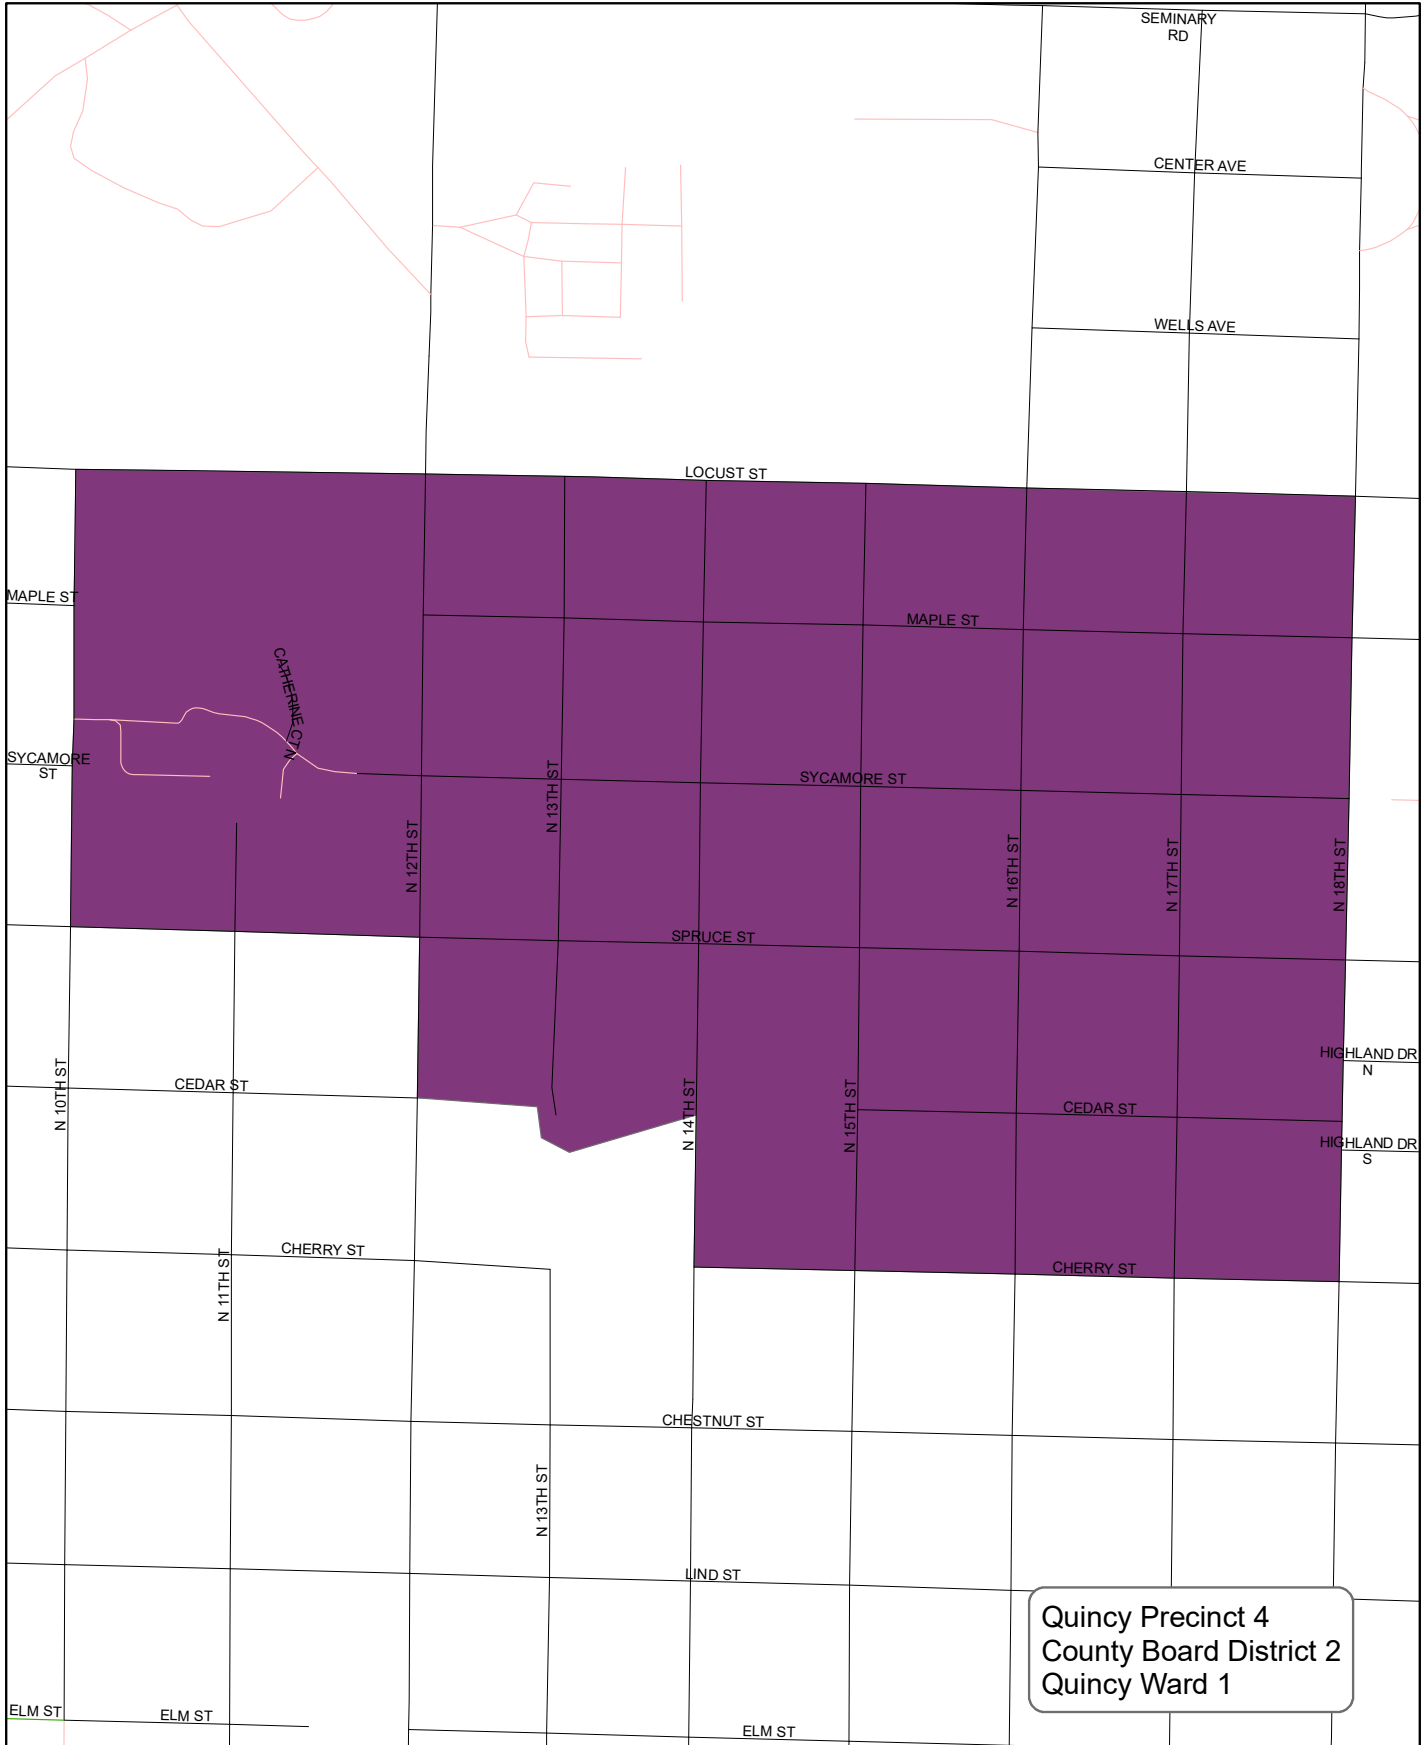 SEMINARY
RD
CENTER AVE
WELLS AVE
LOCUST ST
MAPLE ST
MAPLE ST
CATHERINE CT N
SYCAMORE
ST
SYCAMORE ST
N 13TH ST
N 12TH ST
N 16TH ST
N 17TH ST
N 18TH ST
SPRUCE ST
HIGHLAND DR
N
N 10TH ST
CEDAR ST
N 14TH ST
N 15TH ST
CEDAR ST
HIGHLAND DR
S
CHERRY ST
N 11TH ST
CHERRY ST
CHESTNUT ST
N 13TH ST
LIND ST
Quincy Precinct 4
County Board District 2
Quincy Ward 1
ELM ST
ELM ST
ELM ST